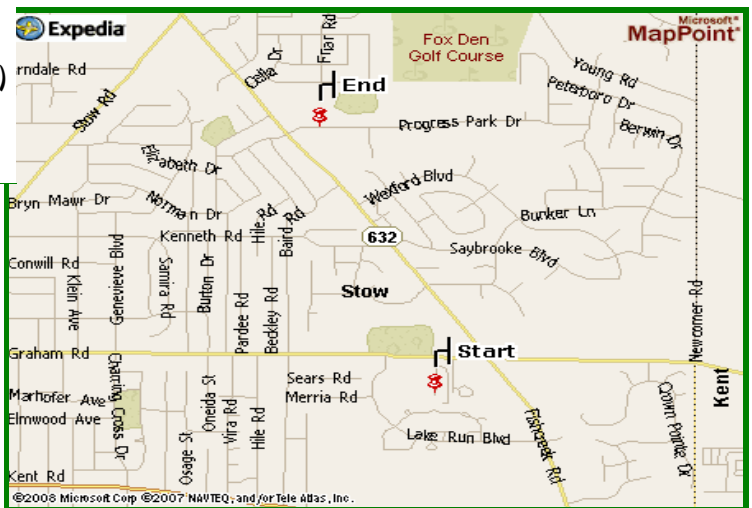 Expedia
Microsoft®
MapPoint®
)
rndale Rd
Stow Rd
Celia Dr
Friar Rd
Fox Den
Golf Course
End
Young Rd
Peterboro Dr
Berwin Dr
Progress Park Dr
Elizabeth Dr
Bryn Mawr Dr
Norman Dr
Wexford Blvd
Bunker Ln
Kenneth Rd
Hile Rd
Baird Rd
632
Saybrooke Blvd
Conwill Rd
Klein Ave
Genevieve Blvd
Samira Rd
Burton Dr
Pardee Rd
Beckley Rd
Stow
Newcomer Rd
Graham Rd
Start
Kent
Charring Cross Dr
Sears Rd
Merria Rd
Marhofer Ave
Elmwood Ave
Osage St
Oneida St
Vira Rd
Hile Rd
Lake Run Blvd
Fishcreek Rd
Kent Rd
©2008 Microsoft Corp ©2007 NAVTEQ, and/or Tele Atlas, Inc.